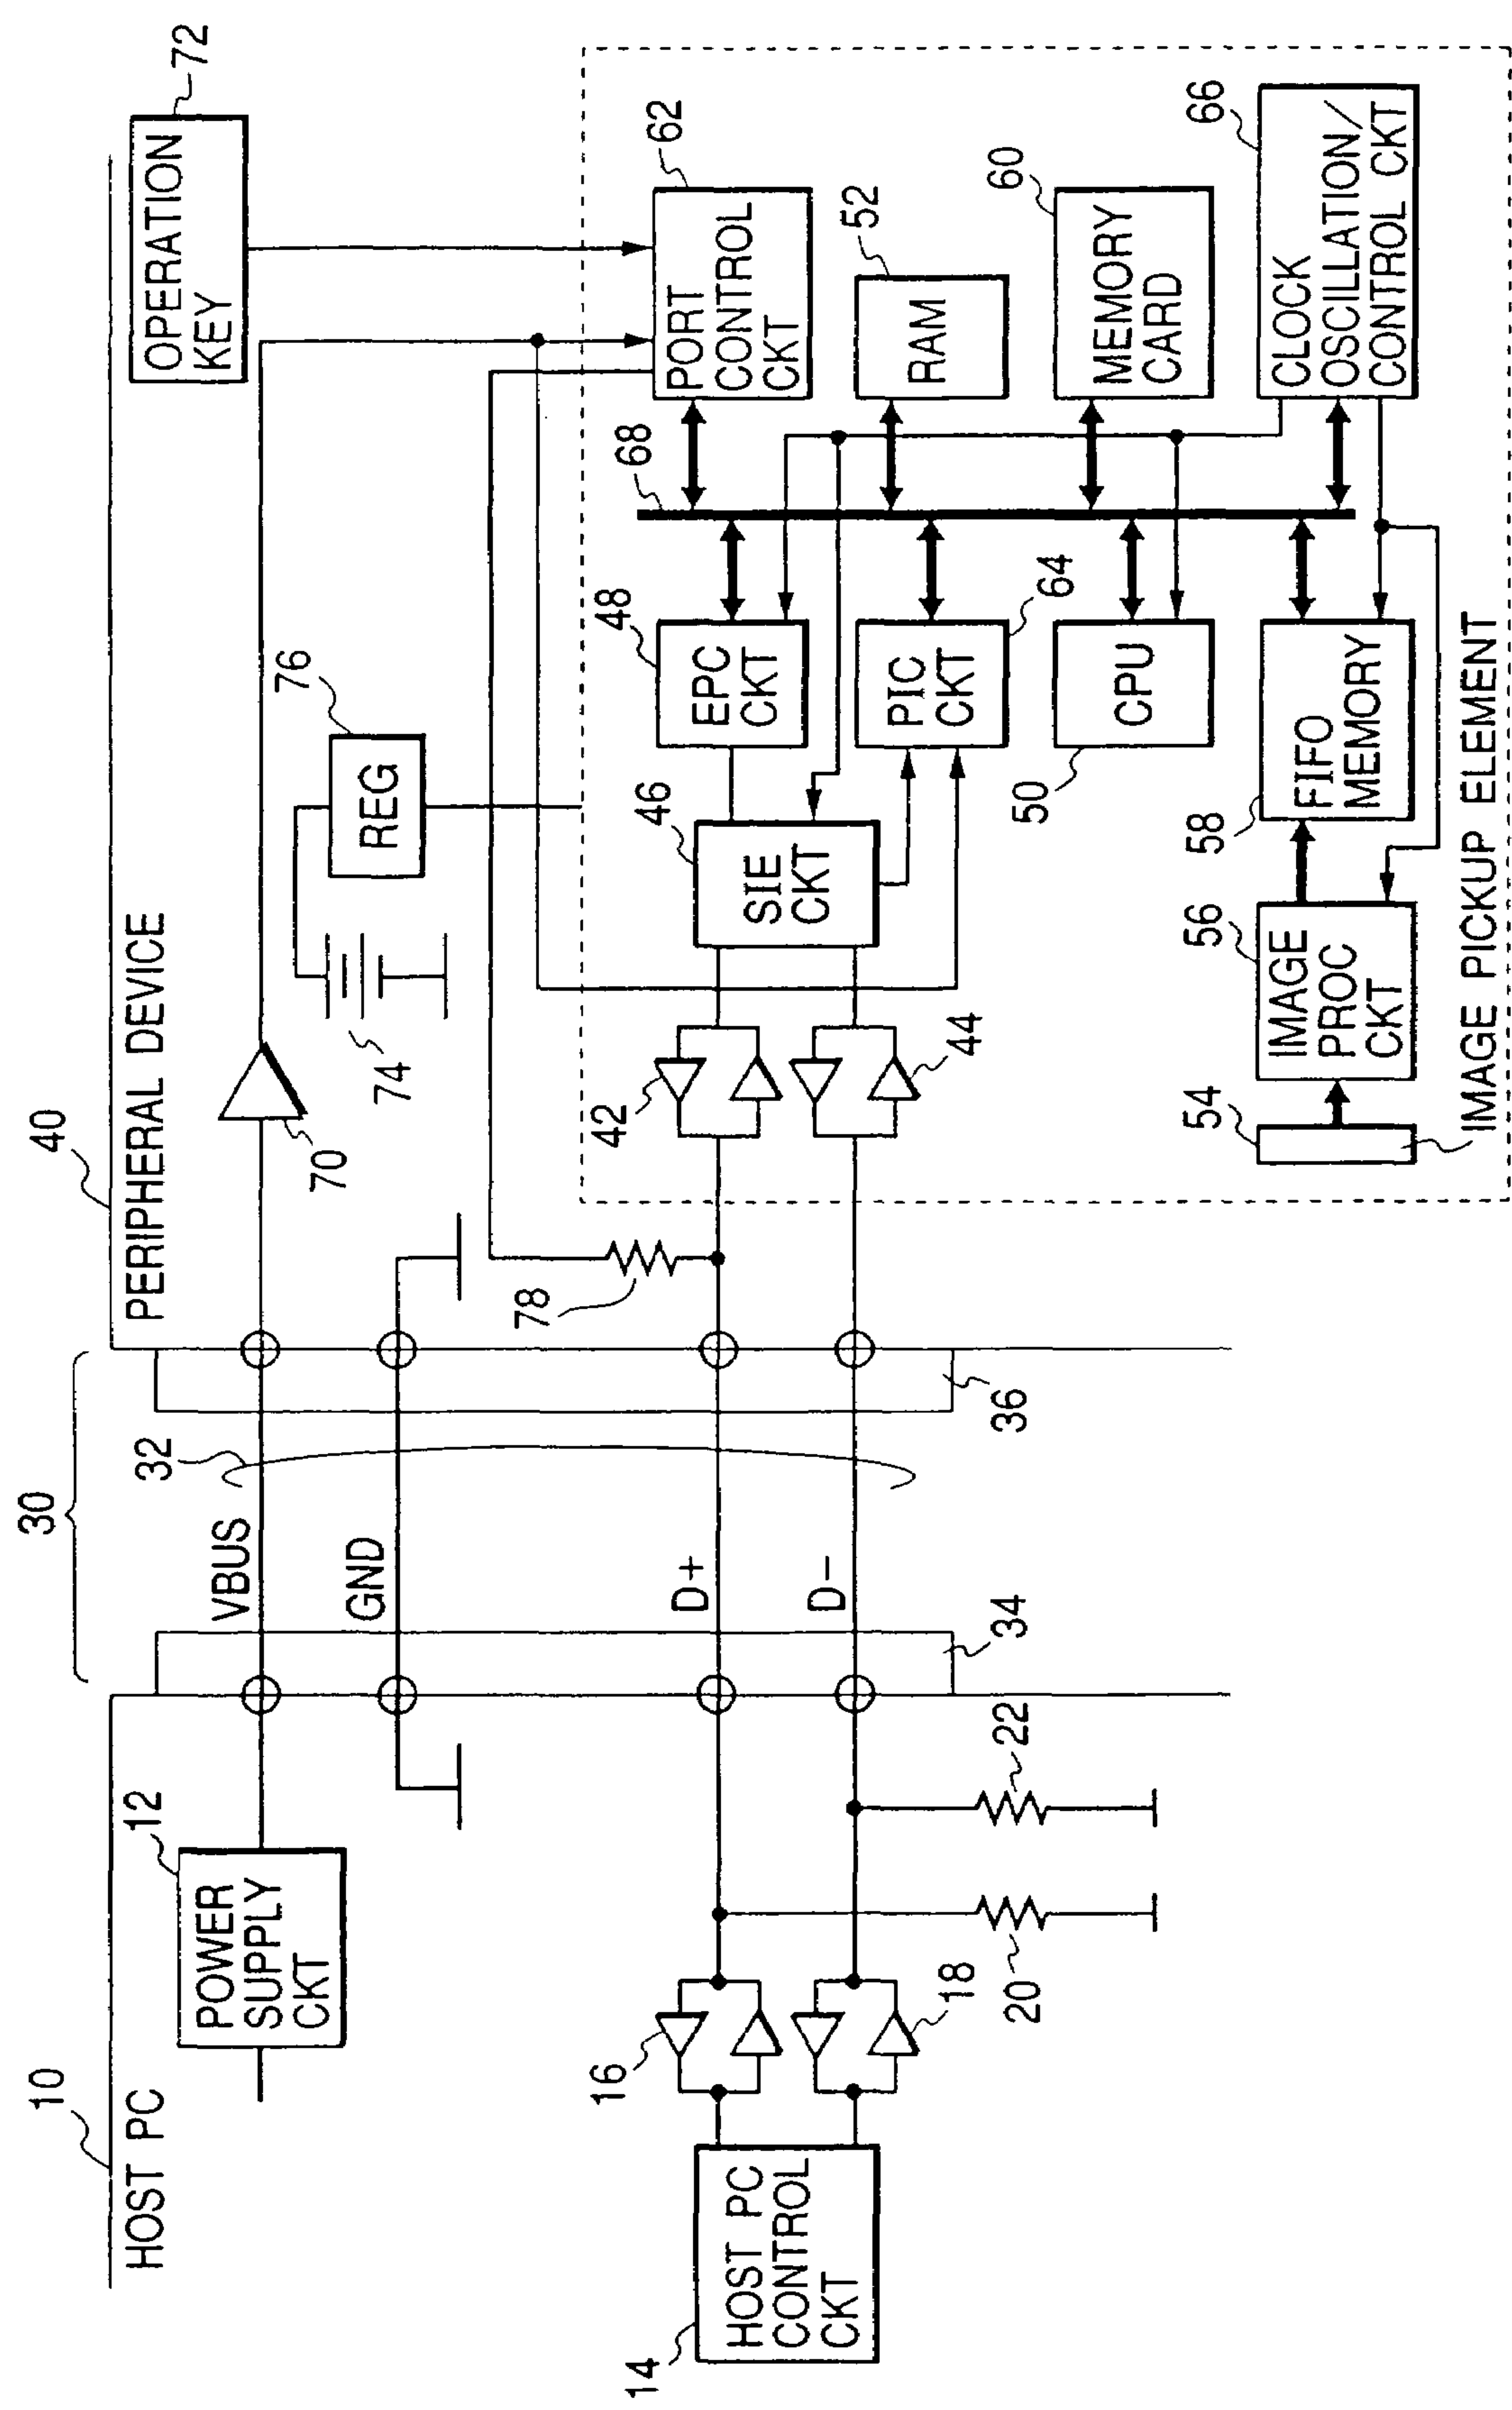 10
HOST PC
12
POWER
SUPPLY
CKT
14
HOST PC
CONTROL
CKT
16
18
20
22
30
32
VBUS
GND
D+
D-
34
36
40
PERIPHERAL DEVICE
70
74
76
REG
72
OPERATION
KEY
78
42
44
46
SIE
CKT
48
EPC
CKT
68
62
PORT
CONTROL
CKT
52
RAM
64
PIC
CKT
60
MEMORY
CARD
50
CPU
66
CLOCK
OSCILLATION/
CONTROL CKT
54
56
IMAGE
PROC
CKT
58
FIFO
MEMORY
IMAGE PICKUP ELEMENT